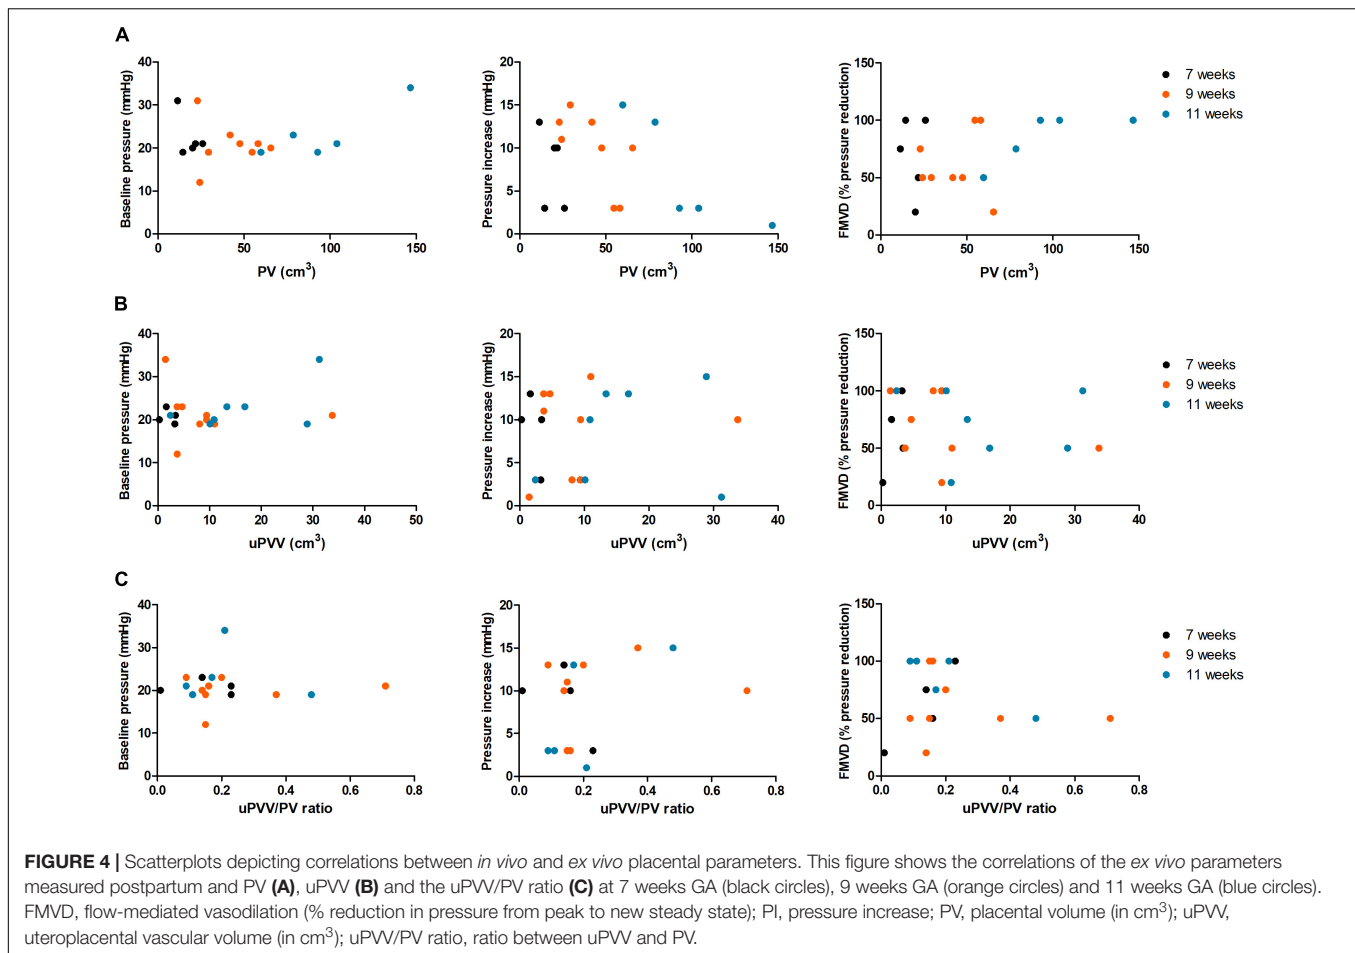 A
40
30
20
10
0
Baseline pressure (mmHg)
0 50 100 150
PV (cm³)
20
15
10
5
0
Pressure increase (mmHg)
0 50 100 150
PV (cm³)
150
100
50
0
FMVD (% pressure reduction)
0 50 100 150
PV (cm³)
7 weeks
9 weeks
11 weeks
B
40
30
20
10
0
Baseline pressure (mmHg)
0 10 20 30 40 50
uPVV (cm³)
20
15
10
5
0
Pressure increase (mmHg)
0 10 20 30 40
uPVV (cm³)
150
100
50
0
FMVD (% pressure reduction)
0 10 20 30 40
uPVV (cm³)
7 weeks
9 weeks
11 weeks
C
40
30
20
10
0
Baseline pressure (mmHg)
0.0 0.2 0.4 0.6 0.8
uPVV/PV ratio
20
15
10
5
0
Pressure increase (mmHg)
0.0 0.2 0.4 0.6 0.8
uPVV/PV ratio
150
100
50
0
FMVD (% pressure reduction)
0.0 0.2 0.4 0.6 0.8
uPVV/PV ratio
7 weeks
9 weeks
11 weeks
FIGURE 4 | Scatterplots depicting correlations between in vivo and ex vivo placental parameters. This figure shows the correlations of the ex vivo parameters
measured postpartum and PV (A), uPVV (B) and the uPVV/PV ratio (C) at 7 weeks GA (black circles), 9 weeks GA (orange circles) and 11 weeks GA (blue circles).
FMVD, flow-mediated vasodilation (% reduction in pressure from peak to new steady state); PI, pressure increase; PV, placental volume (in cm³); uPVV,
uteroplacental vascular volume (in cm³); uPVV/PV ratio, ratio between uPVV and PV.